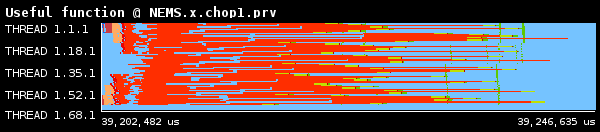 Useful function @ NEMS.x.chop1.prv
THREAD 1.1.1
THREAD 1.18.1
THREAD 1.35.1
THREAD 1.52.1
THREAD 1.68.1
39,202,482 us 39,246,635 us